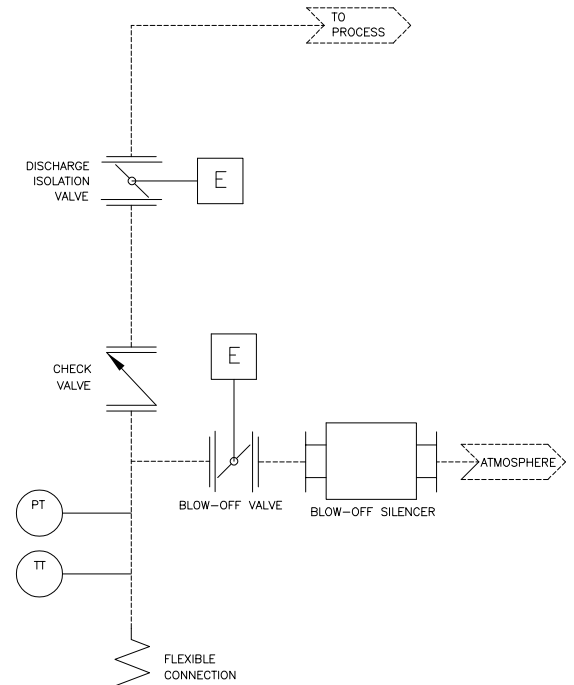 TO
PROCESS
DISCHARGE
ISOLATION
VALVE
E
E
CHECK
VALVE
ATMOSPHERE
BLOW-OFF VALVE
BLOW-OFF SILENCER
PT
TT
FLEXIBLE
CONNECTION